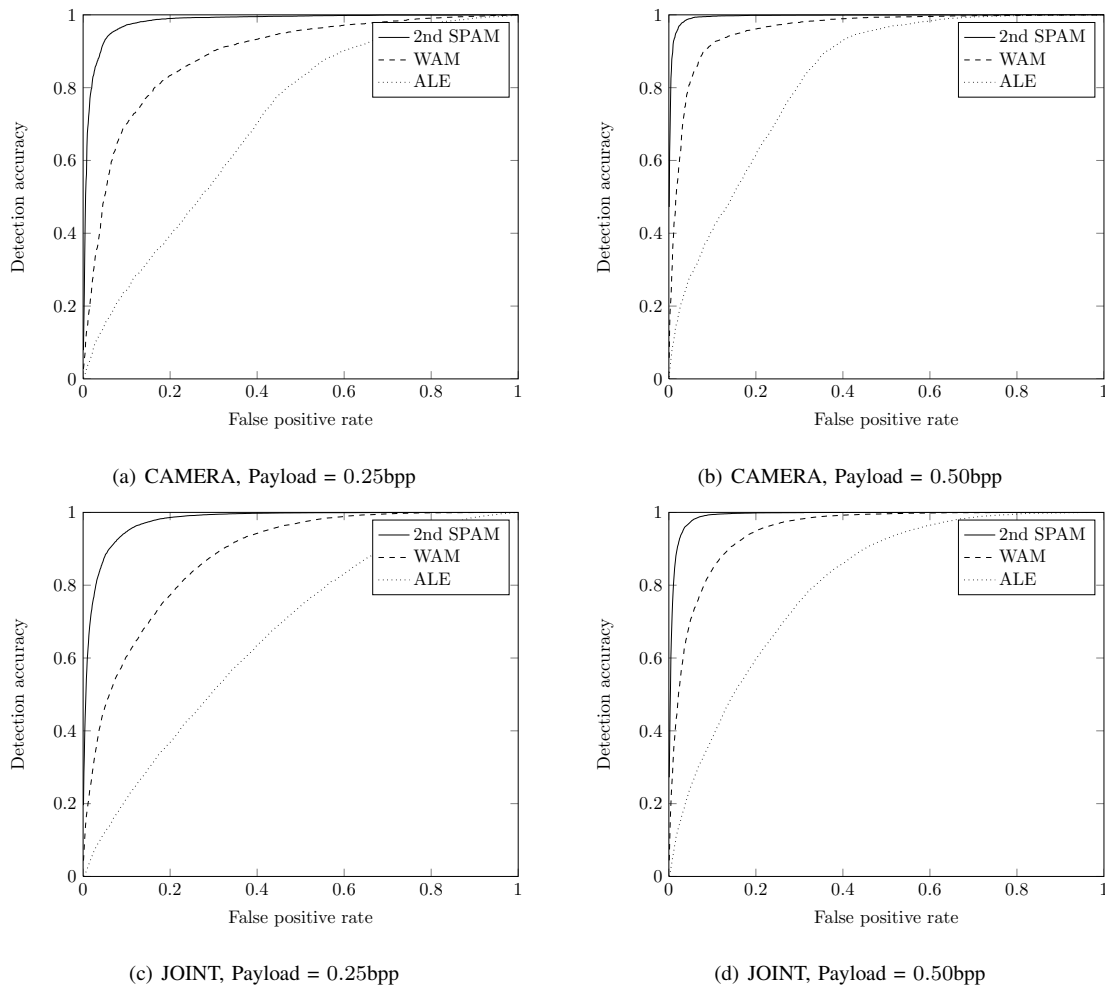 1
0.8
0.6
0.4
0.2
0
0 0.2 0.4 0.6 0.8 1
Detection accuracy
False positive rate
2nd SPAM
WAM
ALE
(a) CAMERA, Payload = 0.25bpp
1
0.8
0.6
0.4
0.2
0
0 0.2 0.4 0.6 0.8 1
Detection accuracy
False positive rate
2nd SPAM
WAM
ALE
(b) CAMERA, Payload = 0.50bpp
1
0.8
0.6
0.4
0.2
0
0 0.2 0.4 0.6 0.8 1
Detection accuracy
False positive rate
2nd SPAM
WAM
ALE
(c) JOINT, Payload = 0.25bpp
1
0.8
0.6
0.4
0.2
0
0 0.2 0.4 0.6 0.8 1
Detection accuracy
False positive rate
2nd SPAM
WAM
ALE
(d) JOINT, Payload = 0.50bpp